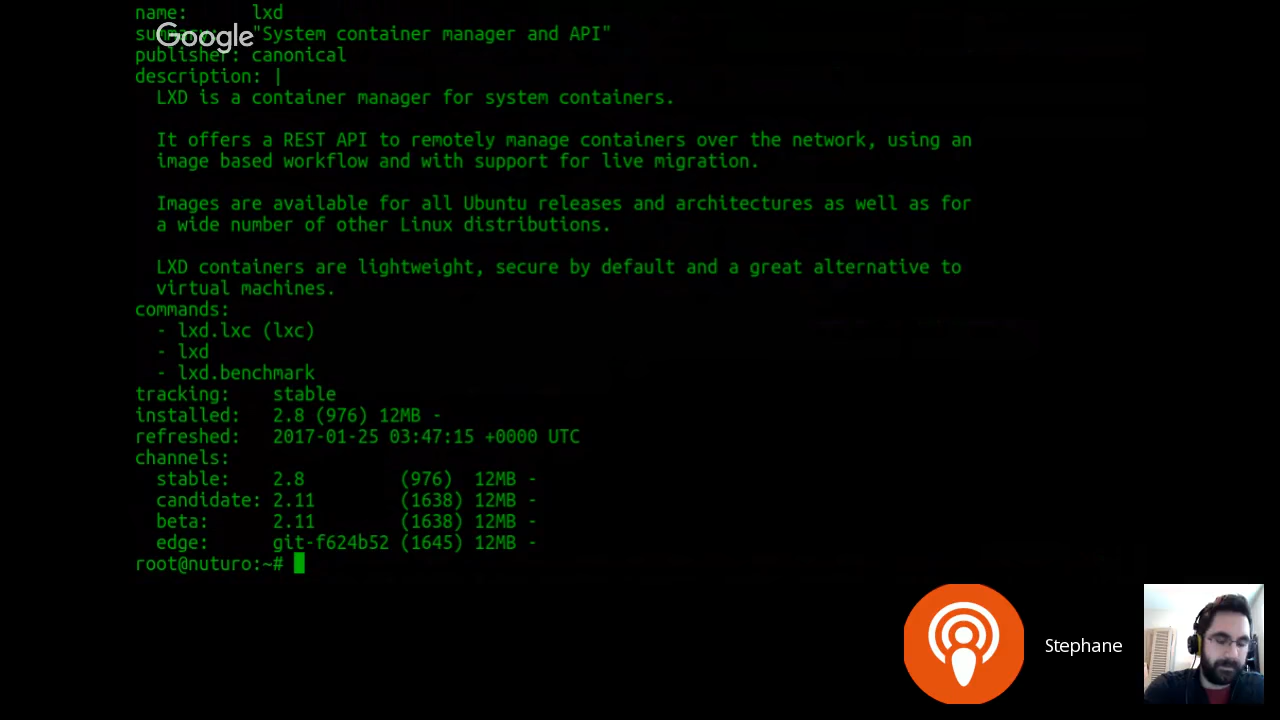 name:      lxd
Google
summary:   "System container manager and API"
publisher: canonical
description: |
  LXD is a container manager for system containers.
  It offers a REST API to remotely manage containers over the network, using an
  image based workflow and with support for live migration.
  Images are available for all Ubuntu releases and architectures as well as for
  a wide number of other Linux distributions.
  LXD containers are lightweight, secure by default and a great alternative to
  virtual machines.
commands:
  - lxd.lxc (lxc)
  - lxd
  - lxd.benchmark
tracking:    stable
installed:   2.8 (976) 12MB -
refreshed:   2017-01-25 03:47:15 +0000 UTC
channels:
  stable:    2.8         (976)  12MB -
  candidate: 2.11        (1638) 12MB -
  beta:      2.11        (1638) 12MB -
  edge:      git-f624b52 (1645) 12MB -
root@nuturo:~#
Stephane